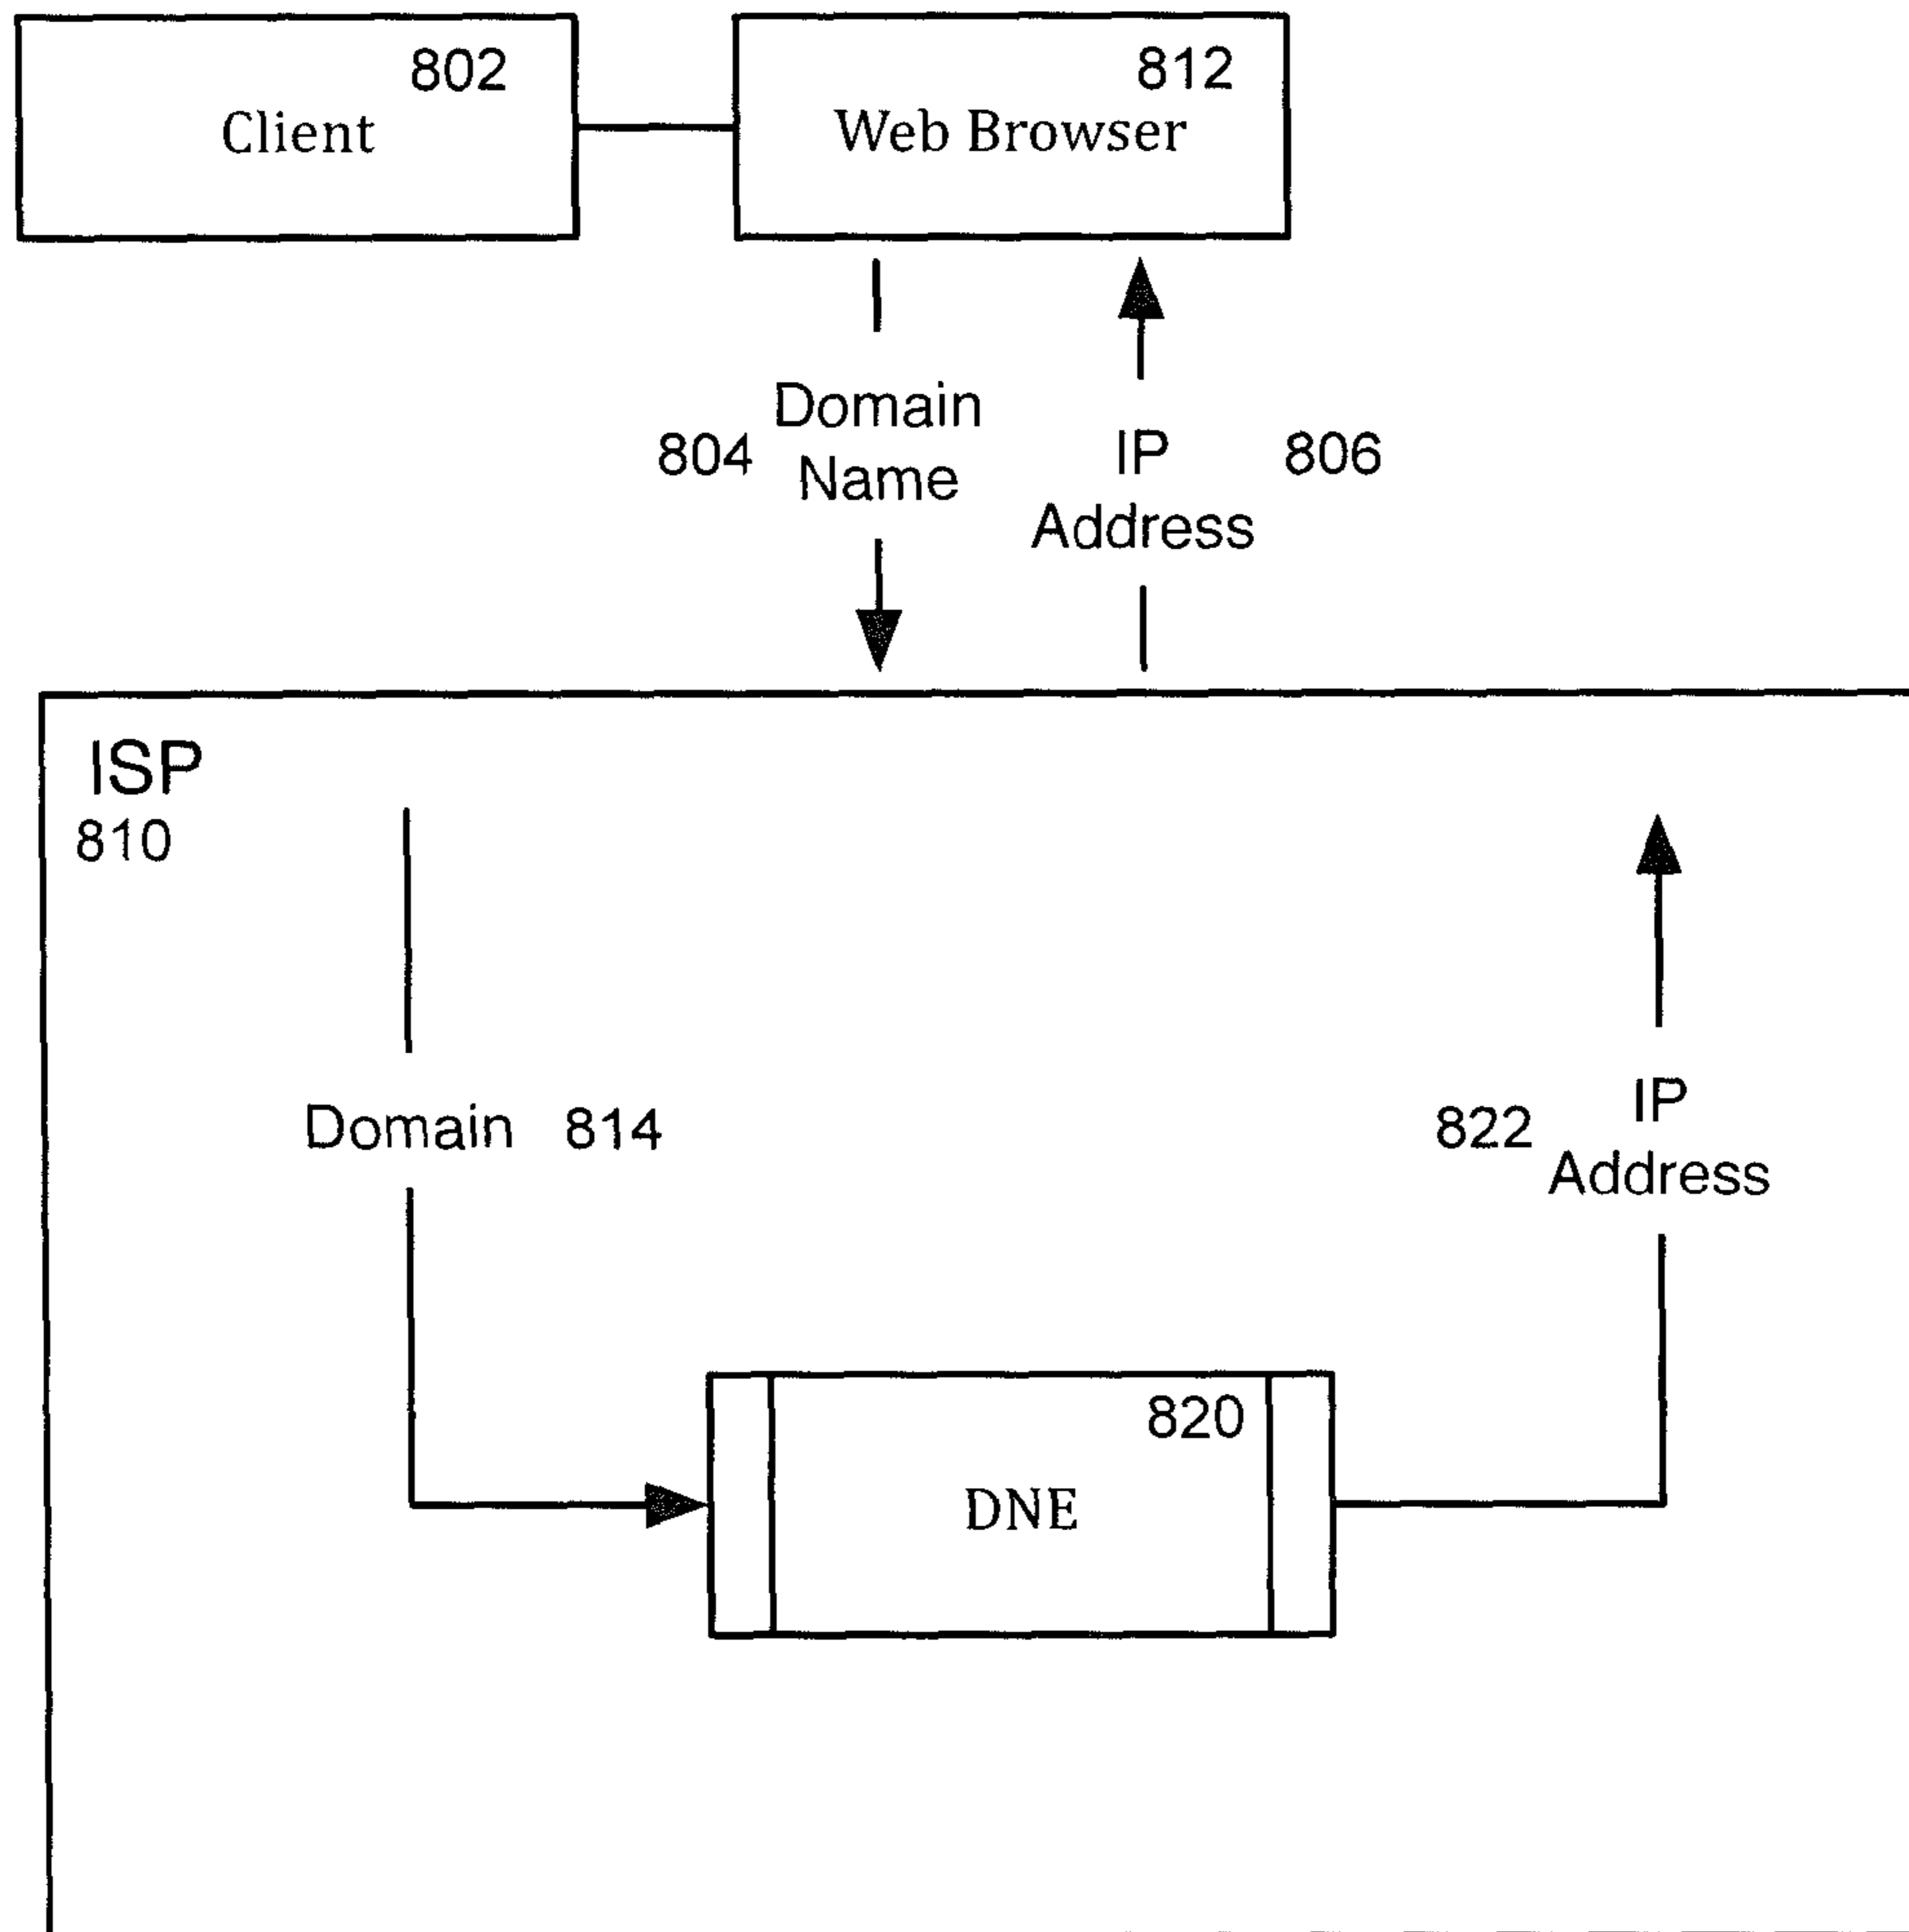 802
Client
812
Web Browser
804
Domain
Name
IP
Address
806
ISP
810
Domain 814
822
IP
Address
820
DNE